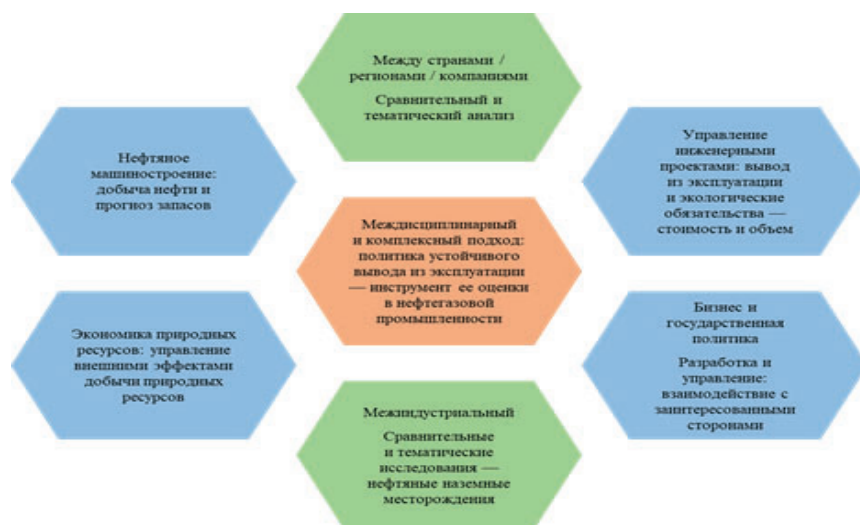 Между странами /
регионами / компаниями
Сравнительный и
тематический анализ
Нефтяное
машиностроение:
добыча нефти и
прогноз запасов
Управление
инженерными
проектами: вывод
из эксплуатации
и экологические
обязательства —
стоимость и объем
Междисциплинарный
и комплексный подход:
политика устойчивого
вывода из эксплуатации
— инструмент ее оценки
в нефтегазовой
промышленности
Экономика природных
ресурсов: управление
внешними эффектами
добычи природных
ресурсов
Бизнес и
государственная
политика
Разработка и
управление:
взаимодействие с
заинтересованными
сторонами
Межиндустриальный
Сравнительные
и тематические
исследования —
нефтяные наземные
месторождения